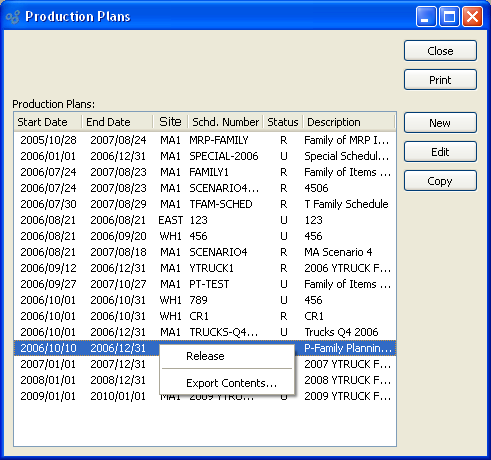 Production Plans
Close
Print
Production Plans:
Start Date End Date Site Schd. Number Status Description
New
2005/10/28 2007/08/24 MA1 MRP-FAMILY R Family of MRP I...
2006/01/01 2006/12/31 MA1 SPECIAL-2006 U Special Schedul...
Edit
2006/07/24 2007/08/23 MA1 FAMILY1 R Family of Items ...
2006/07/24 2007/08/24 MA1 SCENARIO4... R 4506
Copy
2006/07/30 2007/08/29 MA1 TFAM-SCHED R T Family Schedule
2006/08/21 2006/08/21 EAST 123 U 123
2006/08/21 2006/09/20 WH1 456 U 456
2006/08/21 2007/08/18 MA1 SCENARIO4 R MA Scenario 4
2006/09/12 2006/12/31 MA1 YTRUCK1 R 2006 YTRUCK F...
2006/09/27 2007/10/26 MA1 PT-TEST U Family of Items ...
2006/10/01 2006/10/31 WH1 789 U 456
2006/10/01 2006/10/31 WH1 CR1 R CR1
2006/10/01 2006/12/31 MA1 TRUCKS-Q4... U Trucks Q4 2006
2006/10/10 2006/12/31 P-Family Plannin...
Release
2007/01/01 2007/12/31 2007 YTRUCK F...
2008/01/01 2008/12/31 2008 YTRUCK F...
Export Contents...
2009/01/01 2010/01/01 MA1 2009 YTRU... U 2009 YTRUCK F...